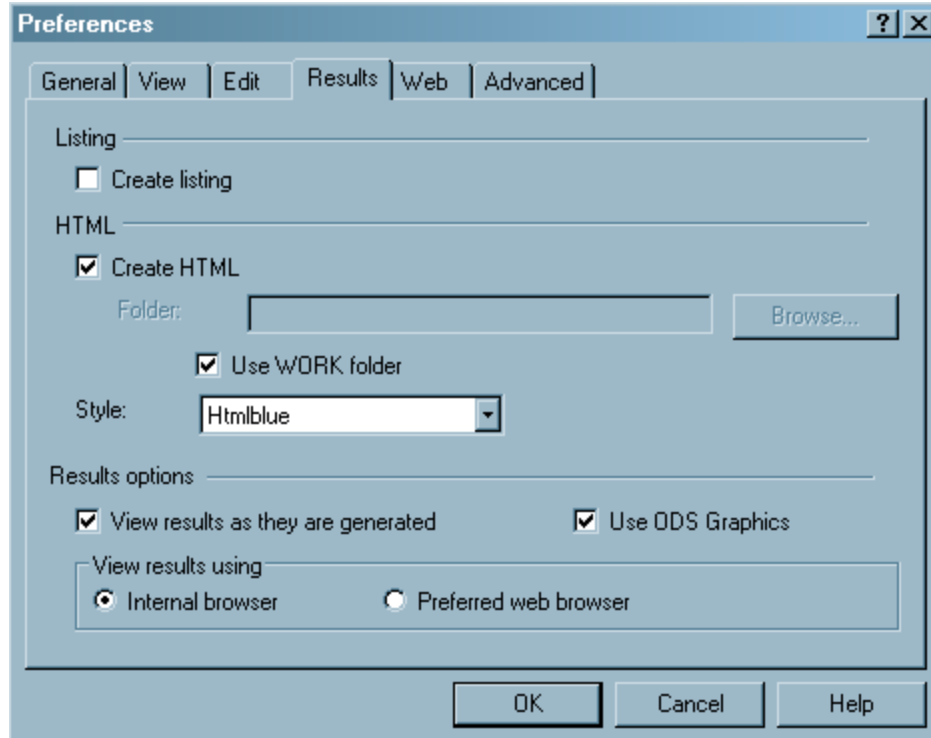 Preferences
General View Edit Results Web Advanced
Listing
Create listing
HTML
Create HTML
Folder: Browse...
Use WORK folder
Style: Htmlblue
Results options
View results as they are generated Use ODS Graphics
View results using
Internal browser Preferred web browser
OK Cancel Help